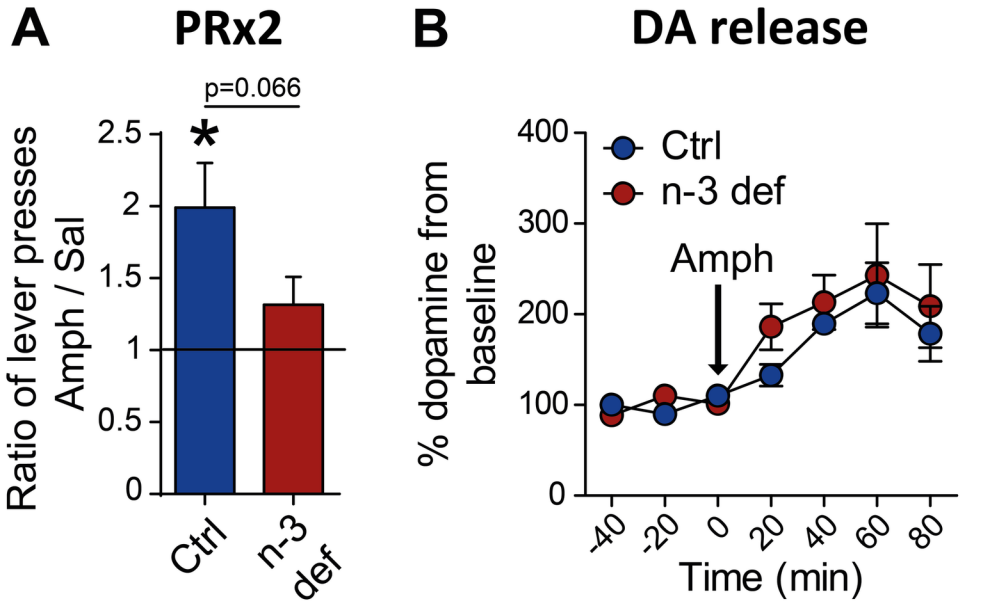 A
PRx2
p=0.066
*
Ratio of lever presses
Amph / Sal
2.5
2
1.5
1
0.5
0
Ctrl
n-3
def
B
DA release
% dopamine from
baseline
400
300
200
100
0
Ctrl
n-3 def
Amph
-40
-20
0
20
40
60
80
Time (min)